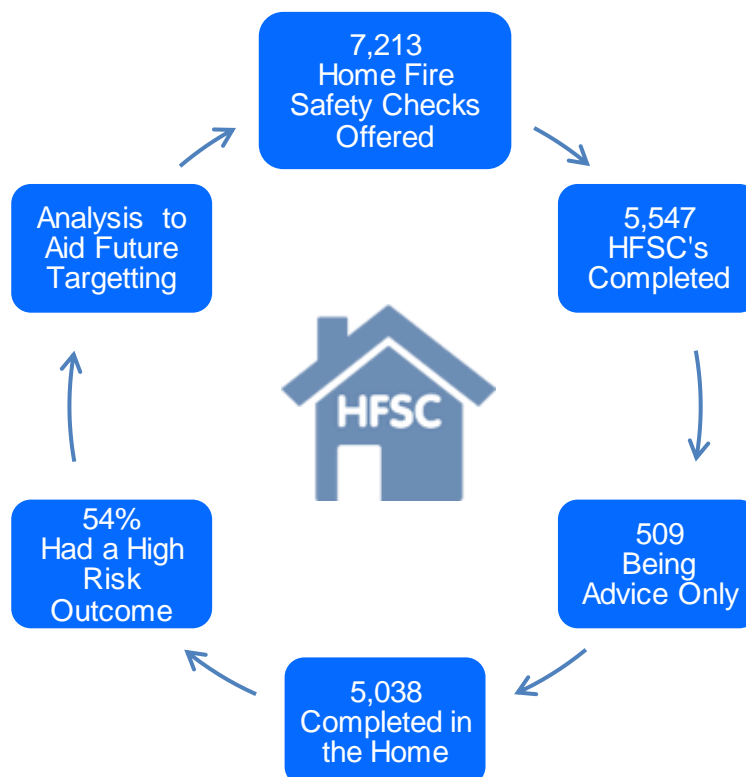 7,213
Home Fire
Safety Checks
Offered
5,547
HFSC's
Completed
509
Being
Advice Only
5,038
Completed in
the Home
54%
Had a High
Risk
Outcome
Analysis to
Aid Future
Targetting
HFSC